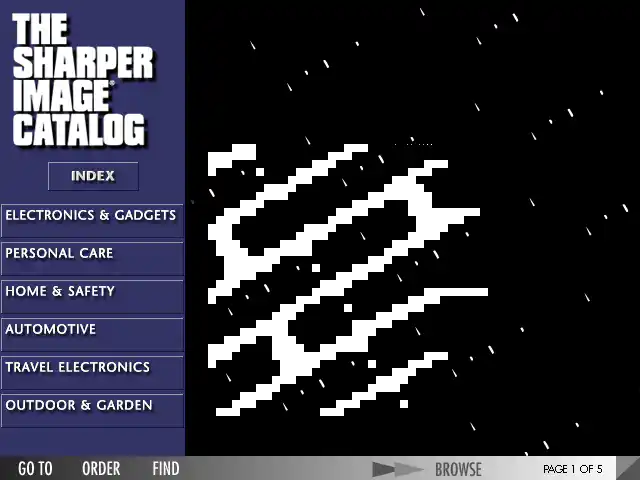 THE
SHARPER
IMAGE®
CATALOG
INDEX
ELECTRONICS & GADGETS
PERSONAL CARE
HOME & SAFETY
AUTOMOTIVE
TRAVEL ELECTRONICS
OUTDOOR & GARDEN
GO TO ORDER FIND BROWSE PAGE 1 OF 5